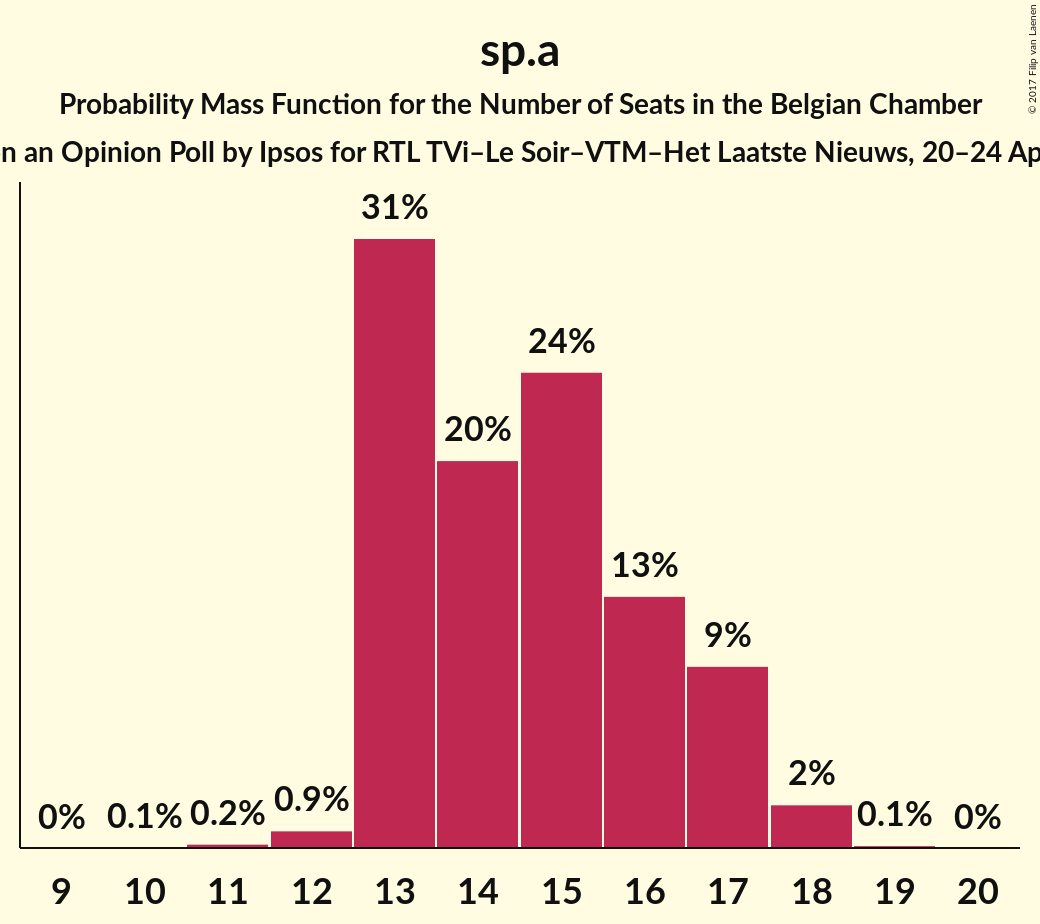 sp.a
Probability Mass Function for the Number of Seats in the Belgian Chamber
an Opinion Poll by Ipsos for RTL TVi–Le Soir–VTM–Het Laatste Nieuws, 20–24
© 2017 Filip van Laenen
31%
24%
20%
13%
9%
2%
0% 0.1% 0.2% 0.9% 0.1% 0%
9 10 11 12 13 14 15 16 17 18 19 20